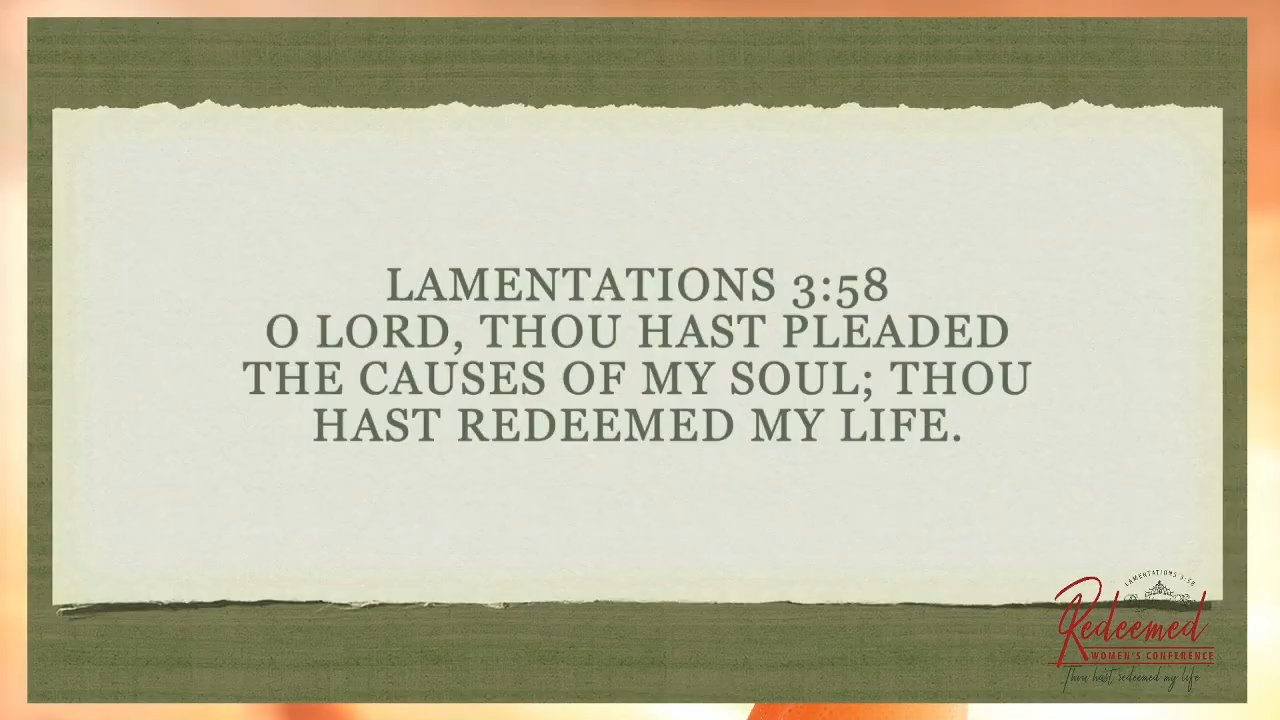 LAMENTATIONS 3:58
O LORD, THOU HAST PLEADED
THE CAUSES OF MY SOUL; THOU
HAST REDEEMED MY LIFE.
LAMENTATIONS 3:58
Redeemed
WOMEN'S CONFERENCE
Thou hast redeemed my life